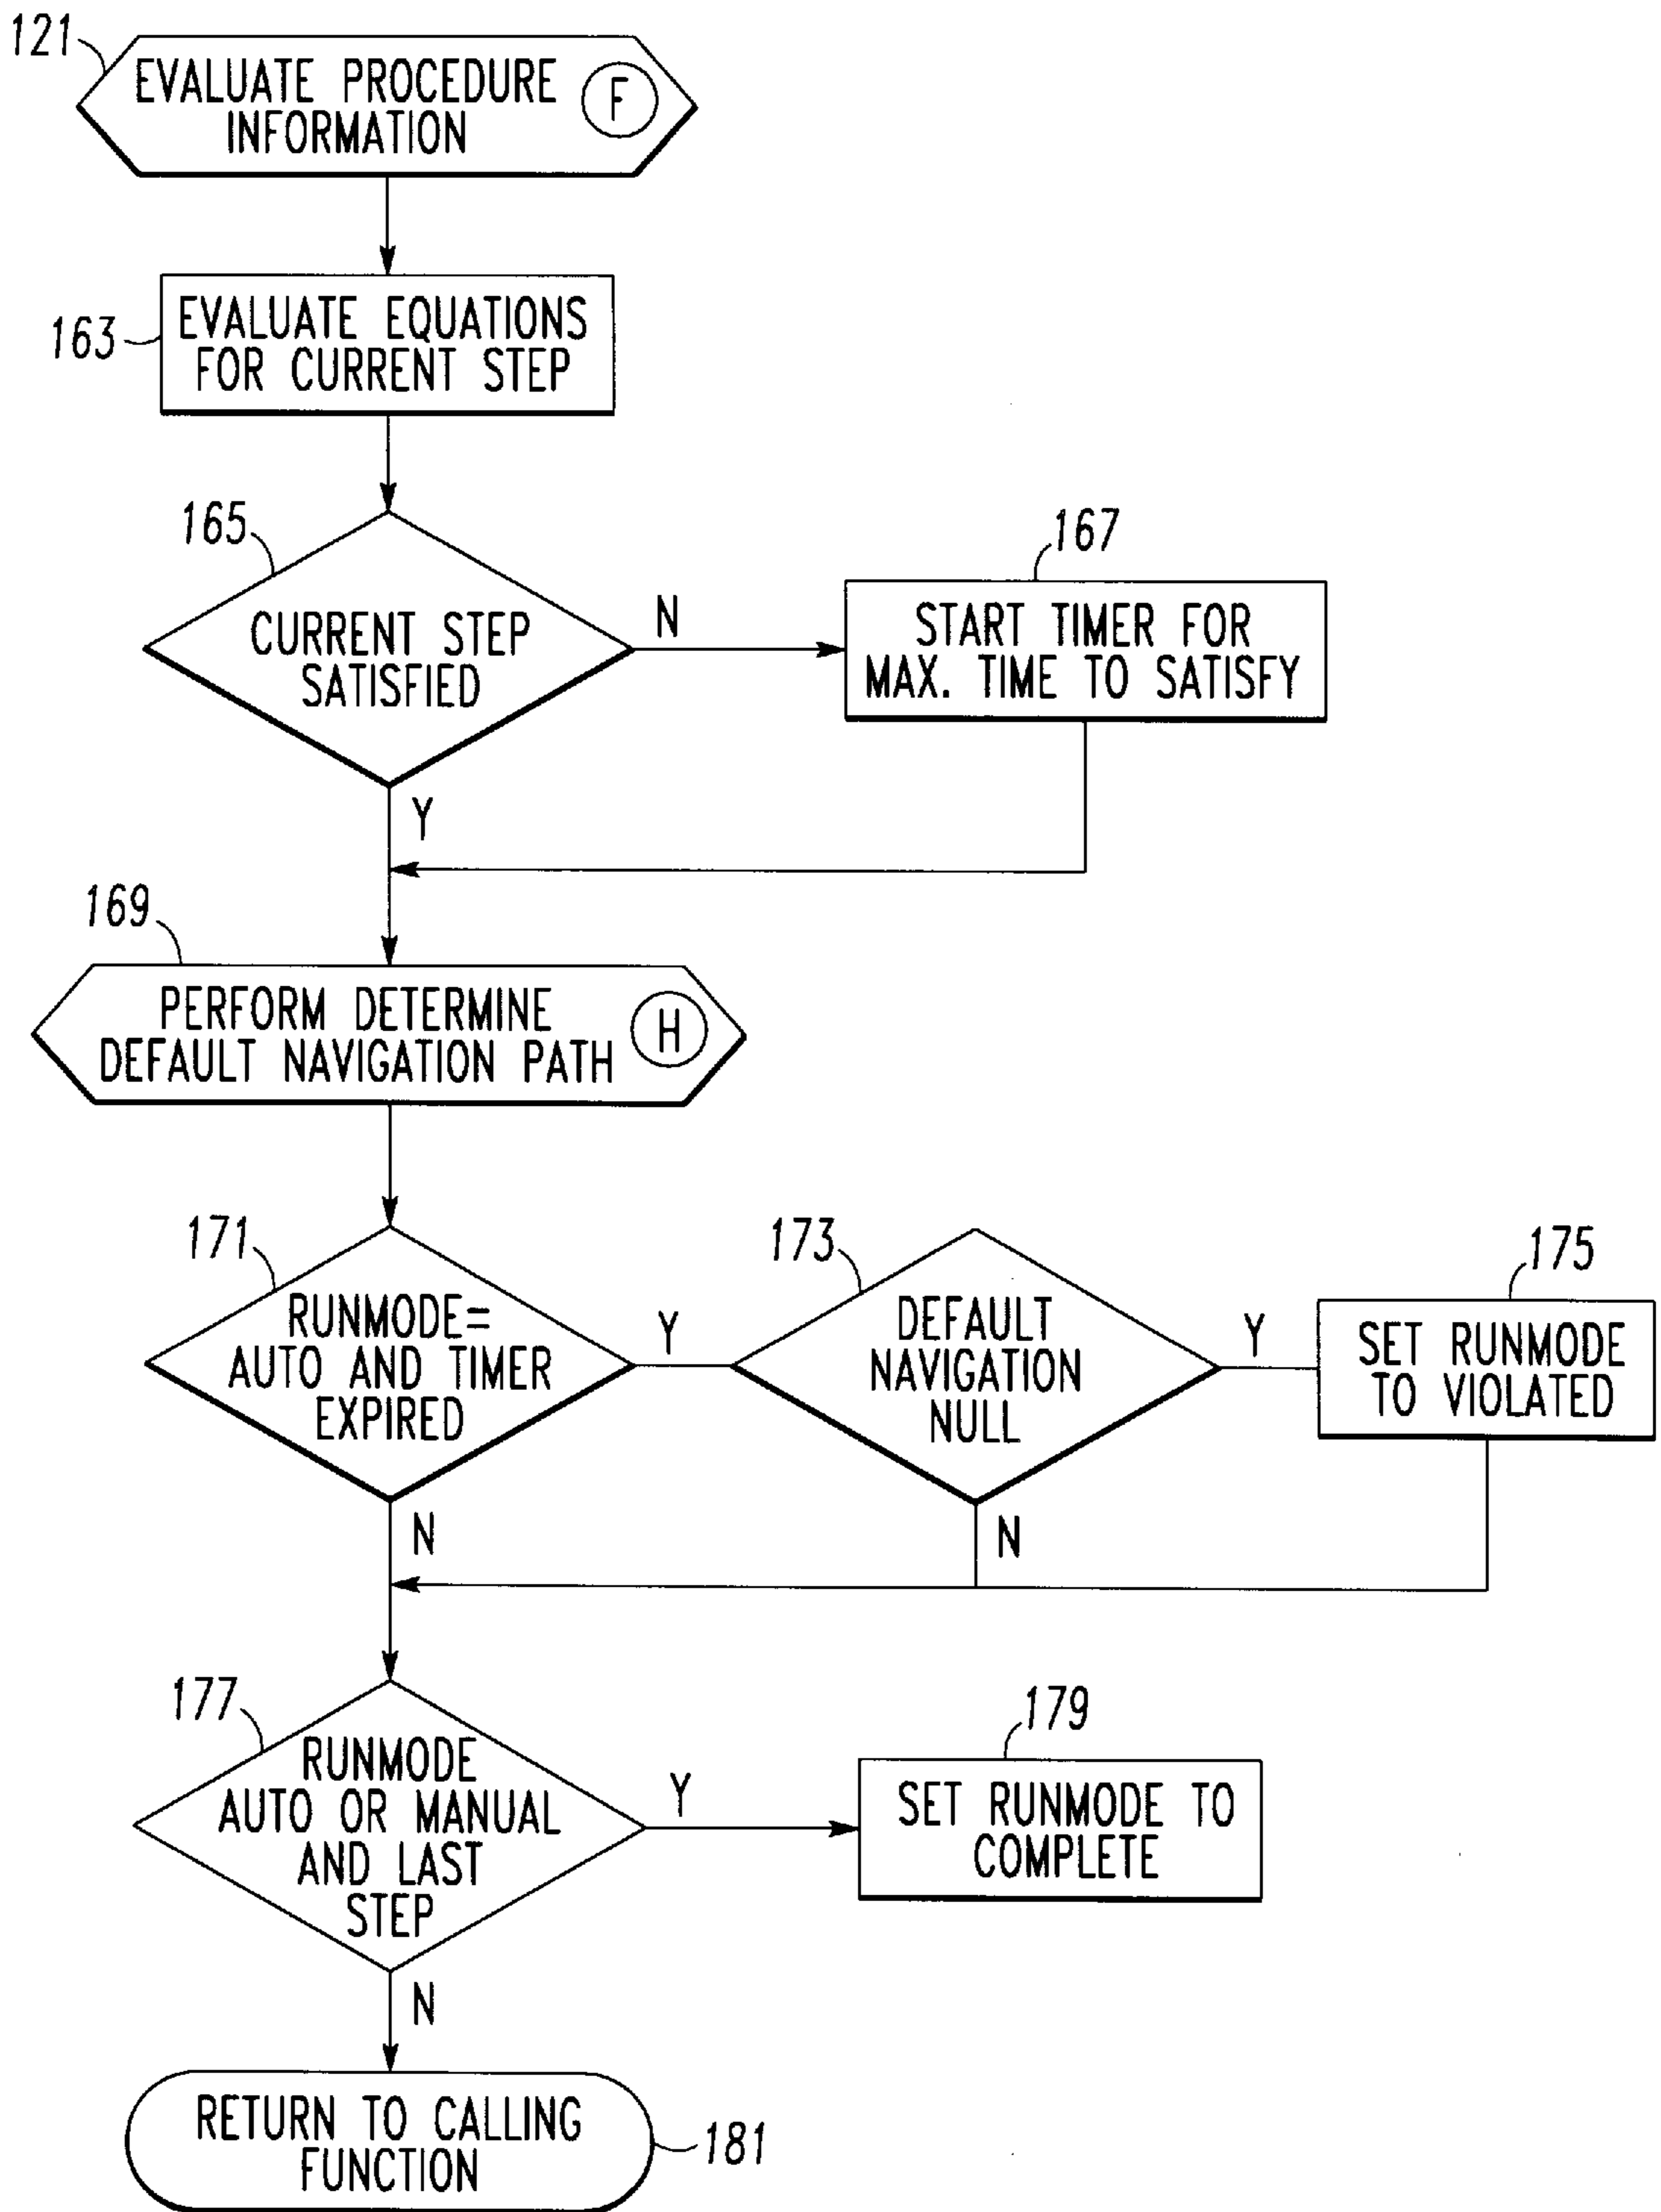 121
EVALUATE PROCEDURE
INFORMATION
F
163
EVALUATE EQUATIONS
FOR CURRENT STEP
165
CURRENT STEP
SATISFIED
N
167
START TIMER FOR
MAX. TIME TO SATISFY
Y
169
PERFORM DETERMINE
DEFAULT NAVIGATION PATH
H
171
RUNMODE=
AUTO AND TIMER
EXPIRED
Y
173
DEFAULT
NAVIGATION
NULL
Y
175
SET RUNMODE
TO VIOLATED
N
N
177
RUNMODE
AUTO OR MANUAL
AND LAST
STEP
Y
179
SET RUNMODE TO
COMPLETE
N
RETURN TO CALLING
FUNCTION
181